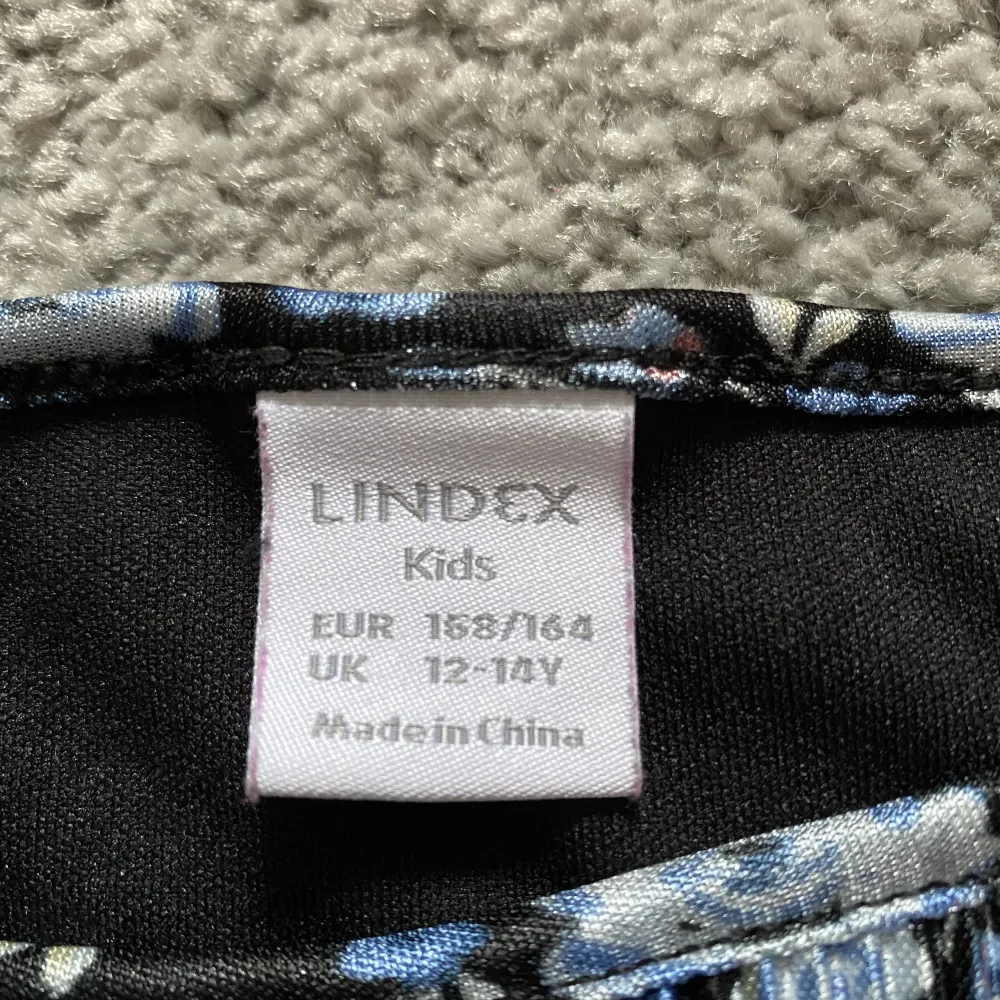 LINDEX
Kids
EUR 158/164
UK 12-14Y
Made in China